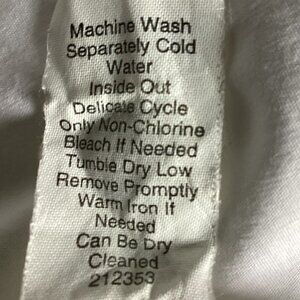 Machine Wash
Separately Cold
Water
Inside Out
Delicate Cycle
Only Non-Chlorine
Bleach If Needed
Tumble Dry Low
Remove Promptly
Warm Iron If
Needed
Can Be Dry
Cleaned
212353